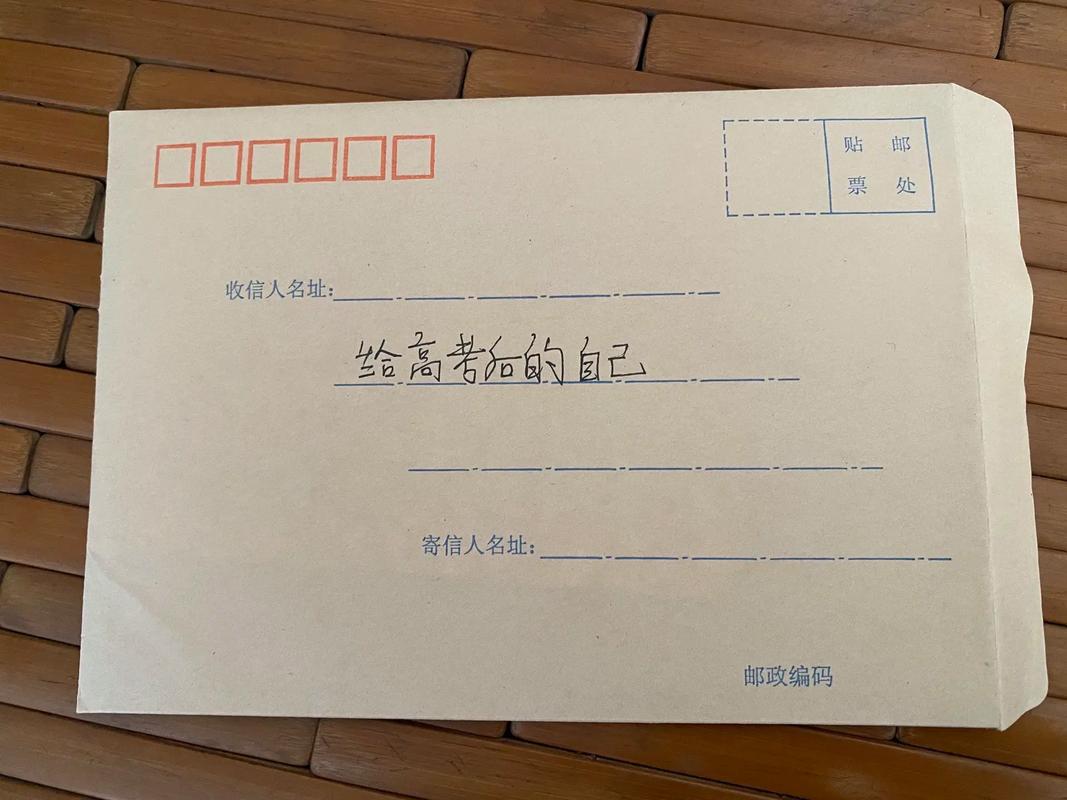 贴 邮
票 处
收信人名址:
给高考后的自己
寄信人名址:
邮政编码